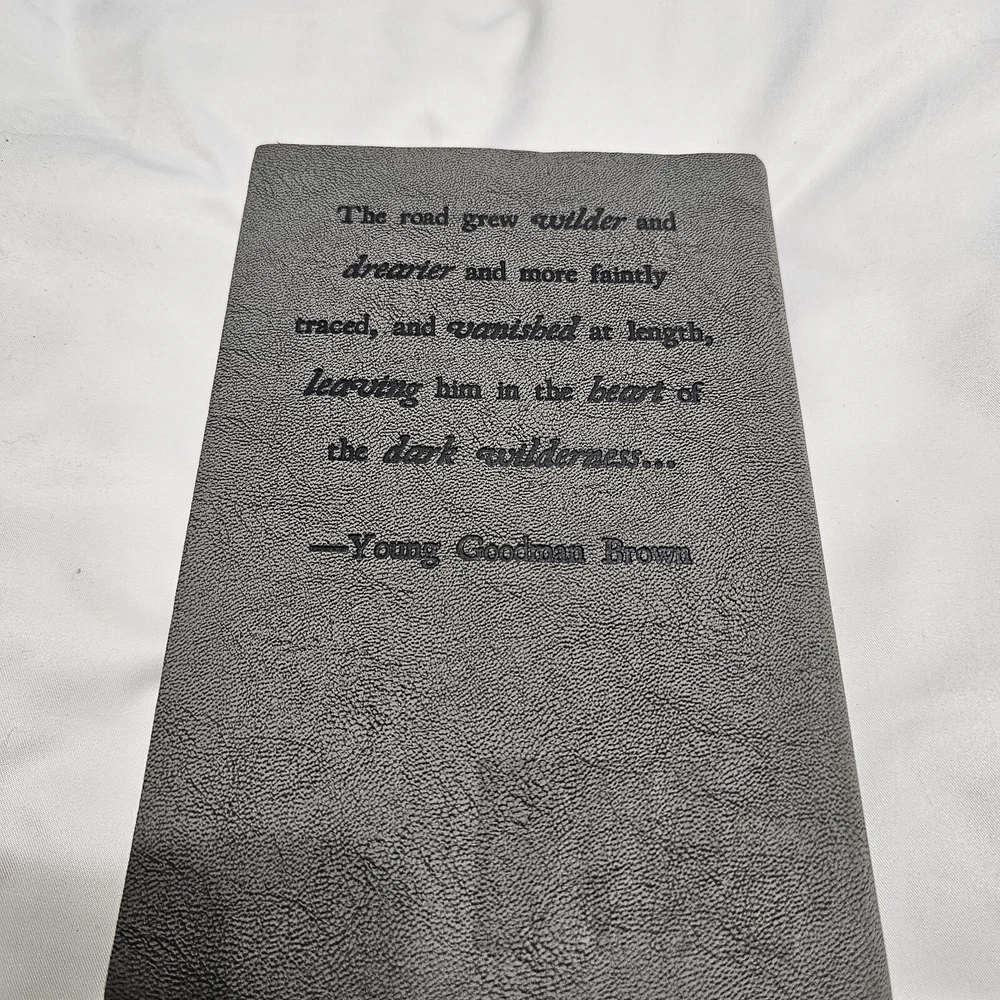 The road grew wilder and
drearier and more faintly
traced, and vanished at length,
leaving him in the heart of
the dark wilderness...
—Young Goodman Brown